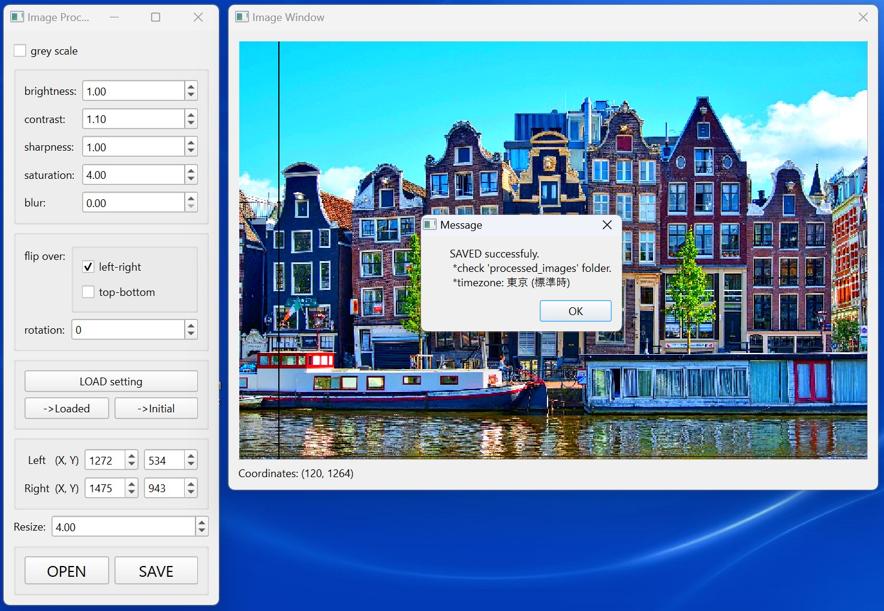 Image Proc...
grey scale
brightness: 1.00
contrast: 1.10
sharpness: 1.00
saturation: 4.00
blur: 0.00
flip over:
left-right
top-bottom
rotation: 0
LOAD setting
->Loaded ->Initial
Left (X, Y) 1272 534
Right (X, Y) 1475 943
Resize: 4.00
OPEN SAVE
Image Window
Message
SAVED successfuly.
*check 'processed_images' folder.
*timezone: 東京 (標準時)
OK
Coordinates: (120, 1264)